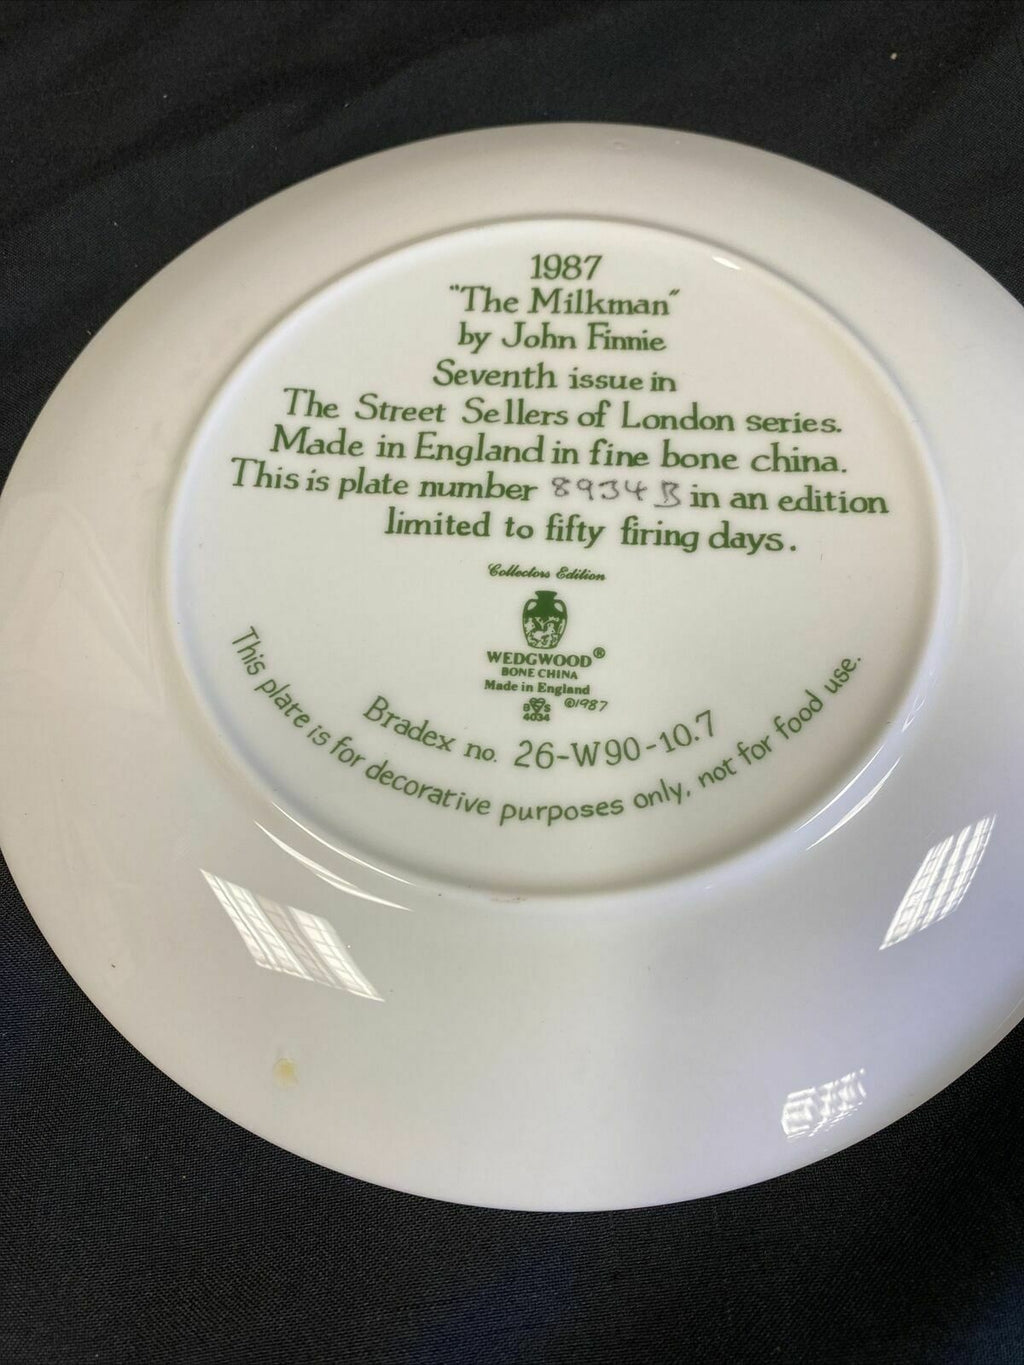 1987
"The Milkman"
by John Finnie
Seventh issue in
The Street Sellers of London series.
Made in England in fine bone china.
This is plate number 8934B in an edition
limited to fifty firing days.
Collectors Edition
WEDGWOOD®
BONE CHINA
Made in England
©1987
BS
4034
Bradex no. 26-W90-10.7
This plate is for decorative purposes only, not for food use.